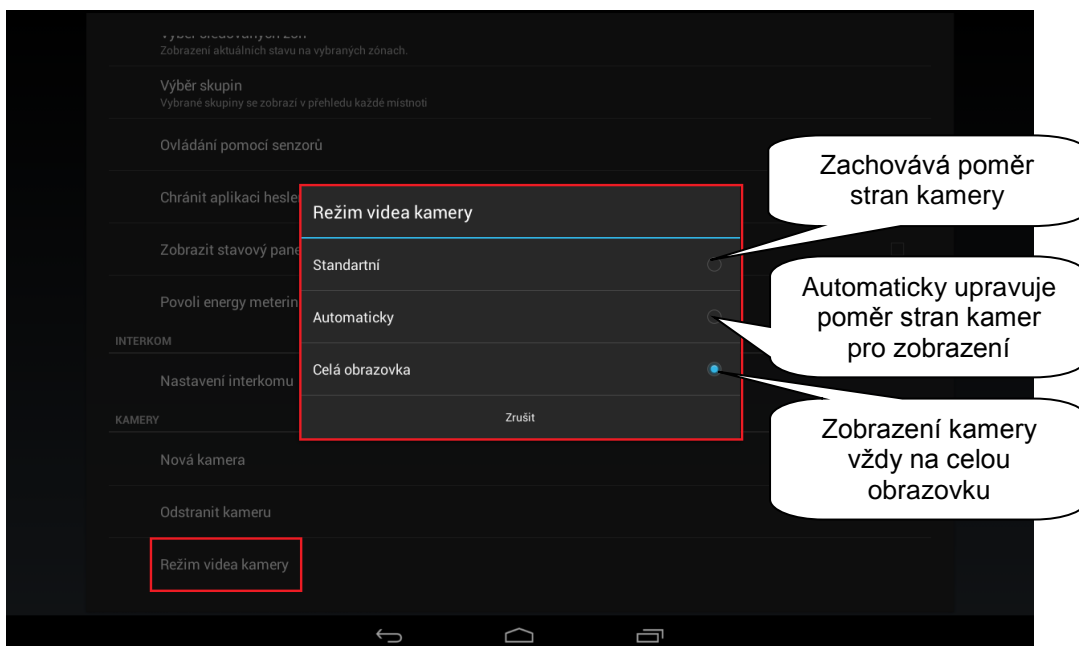 Zobrazení aktuálních stavu na vybraných zónách.
Výběr skupin
Vybrané skupiny se zobrazí v přehledu každé místnoti
Ovládání pomocí senzorů
Chránit aplikaci hesle
Zobrazit stavový pane
Povoli energy meterin
INTERKOM
Nastavení interkomu
KAMERY
Nová kamera
Odstranit kameru
Režim videa kamery
Režim videa kamery
Standartní
Automaticky
Celá obrazovka
Zrušit
Zachovává poměr
stran kamery
Automaticky upravuje
poměr stran kamer
pro zobrazení
Zobrazení kamery
vždy na celou
obrazovku